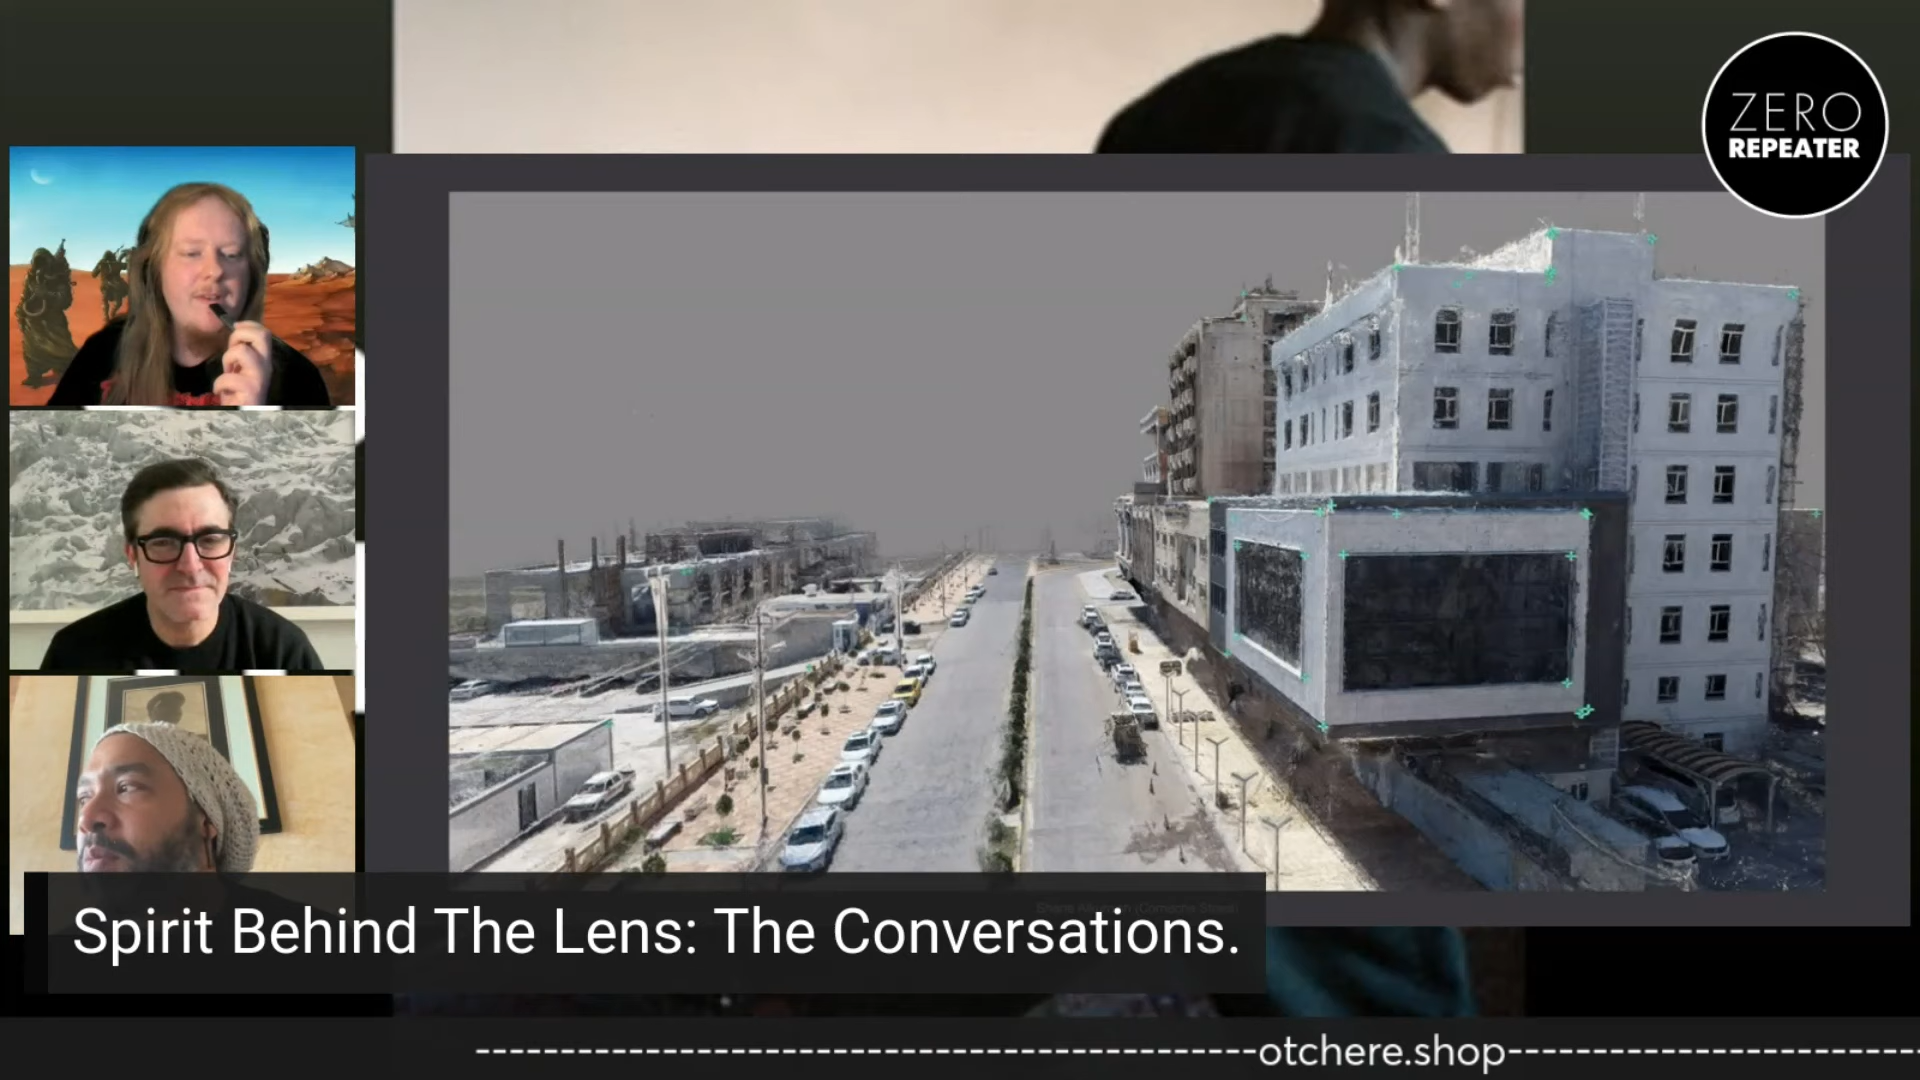 ZERO
REPEATER
Spirit Behind The Lens: The Conversations.
-----------------------------------------otchere.shop----------------------